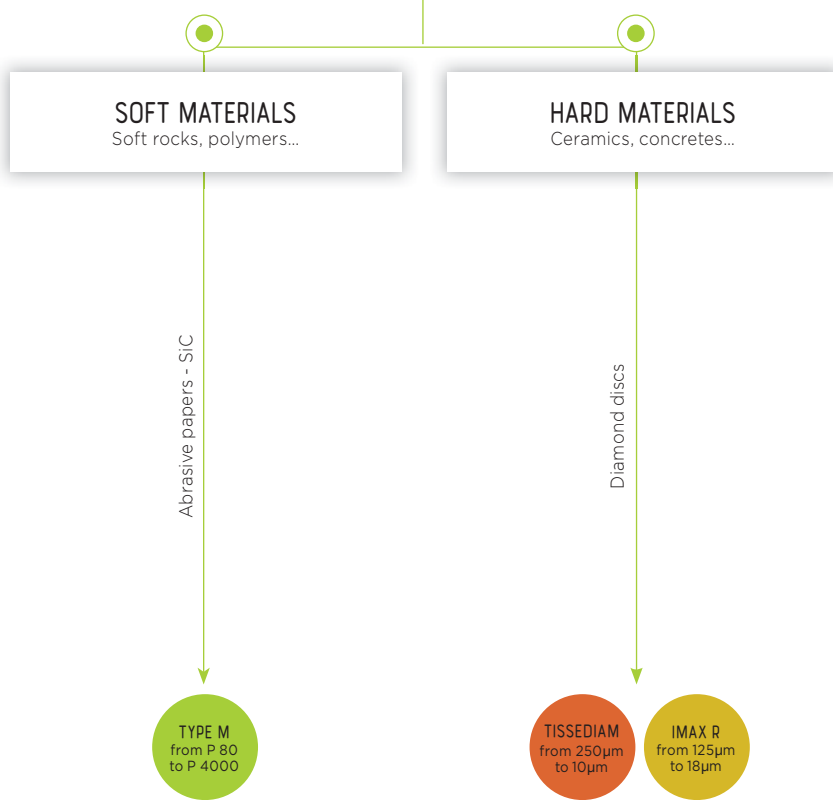 SOFT MATERIALS
Soft rocks, polymers...
HARD MATERIALS
Ceramics, concretes...
Abrasive papers - SiC
Diamond discs
TYPE M
from P 80
to P 4000
TISSEDIAM
from 250µm
to 10µm
IMAX R
from 125µm
to 18µm